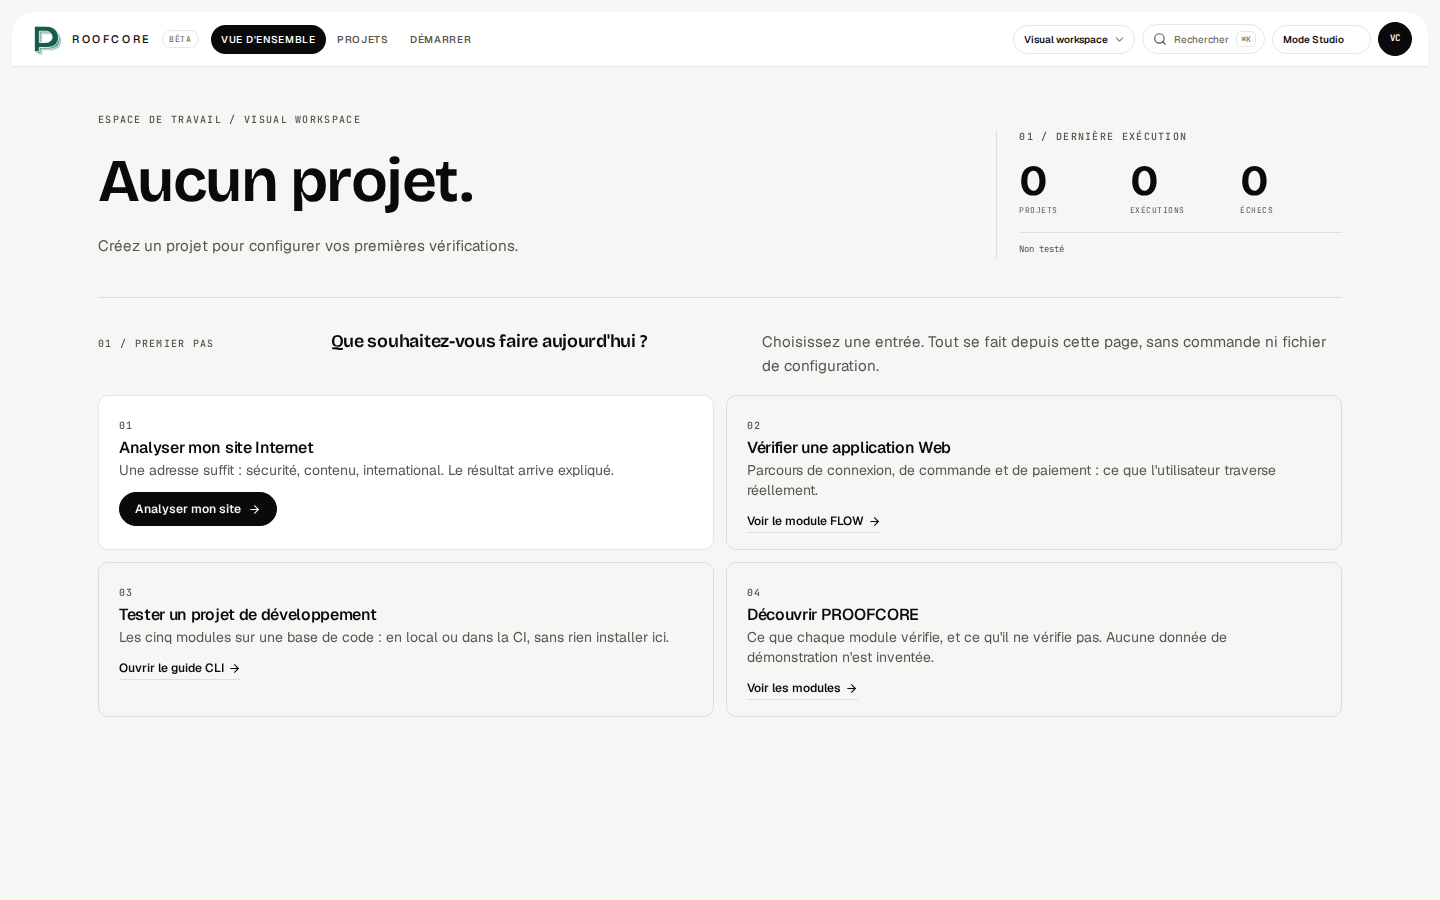 P ROOFCORE BÊTA VUE D'ENSEMBLE PROJETS DÉMARRER Visual workspace Rechercher ⌘K Mode Studio VC
ESPACE DE TRAVAIL / VISUAL WORKSPACE
Aucun projet.
Créez un projet pour configurer vos premières vérifications.
01 / DERNIÈRE EXÉCUTION
0 0 0
PROJETS EXÉCUTIONS ÉCHECS
Non testé
01 / PREMIER PAS
Que souhaitez-vous faire aujourd'hui ?
Choisissez une entrée. Tout se fait depuis cette page, sans commande ni fichier
de configuration.
01
Analyser mon site Internet
Une adresse suffit : sécurité, contenu, international. Le résultat arrive expliqué.
Analyser mon site →
02
Vérifier une application Web
Parcours de connexion, de commande et de paiement : ce que l'utilisateur traverse
réellement.
Voir le module FLOW →
03
Tester un projet de développement
Les cinq modules sur une base de code : en local ou dans la CI, sans rien installer ici.
Ouvrir le guide CLI →
04
Découvrir PROOFCORE
Ce que chaque module vérifie, et ce qu'il ne vérifie pas. Aucune donnée de
démonstration n'est inventée.
Voir les modules →